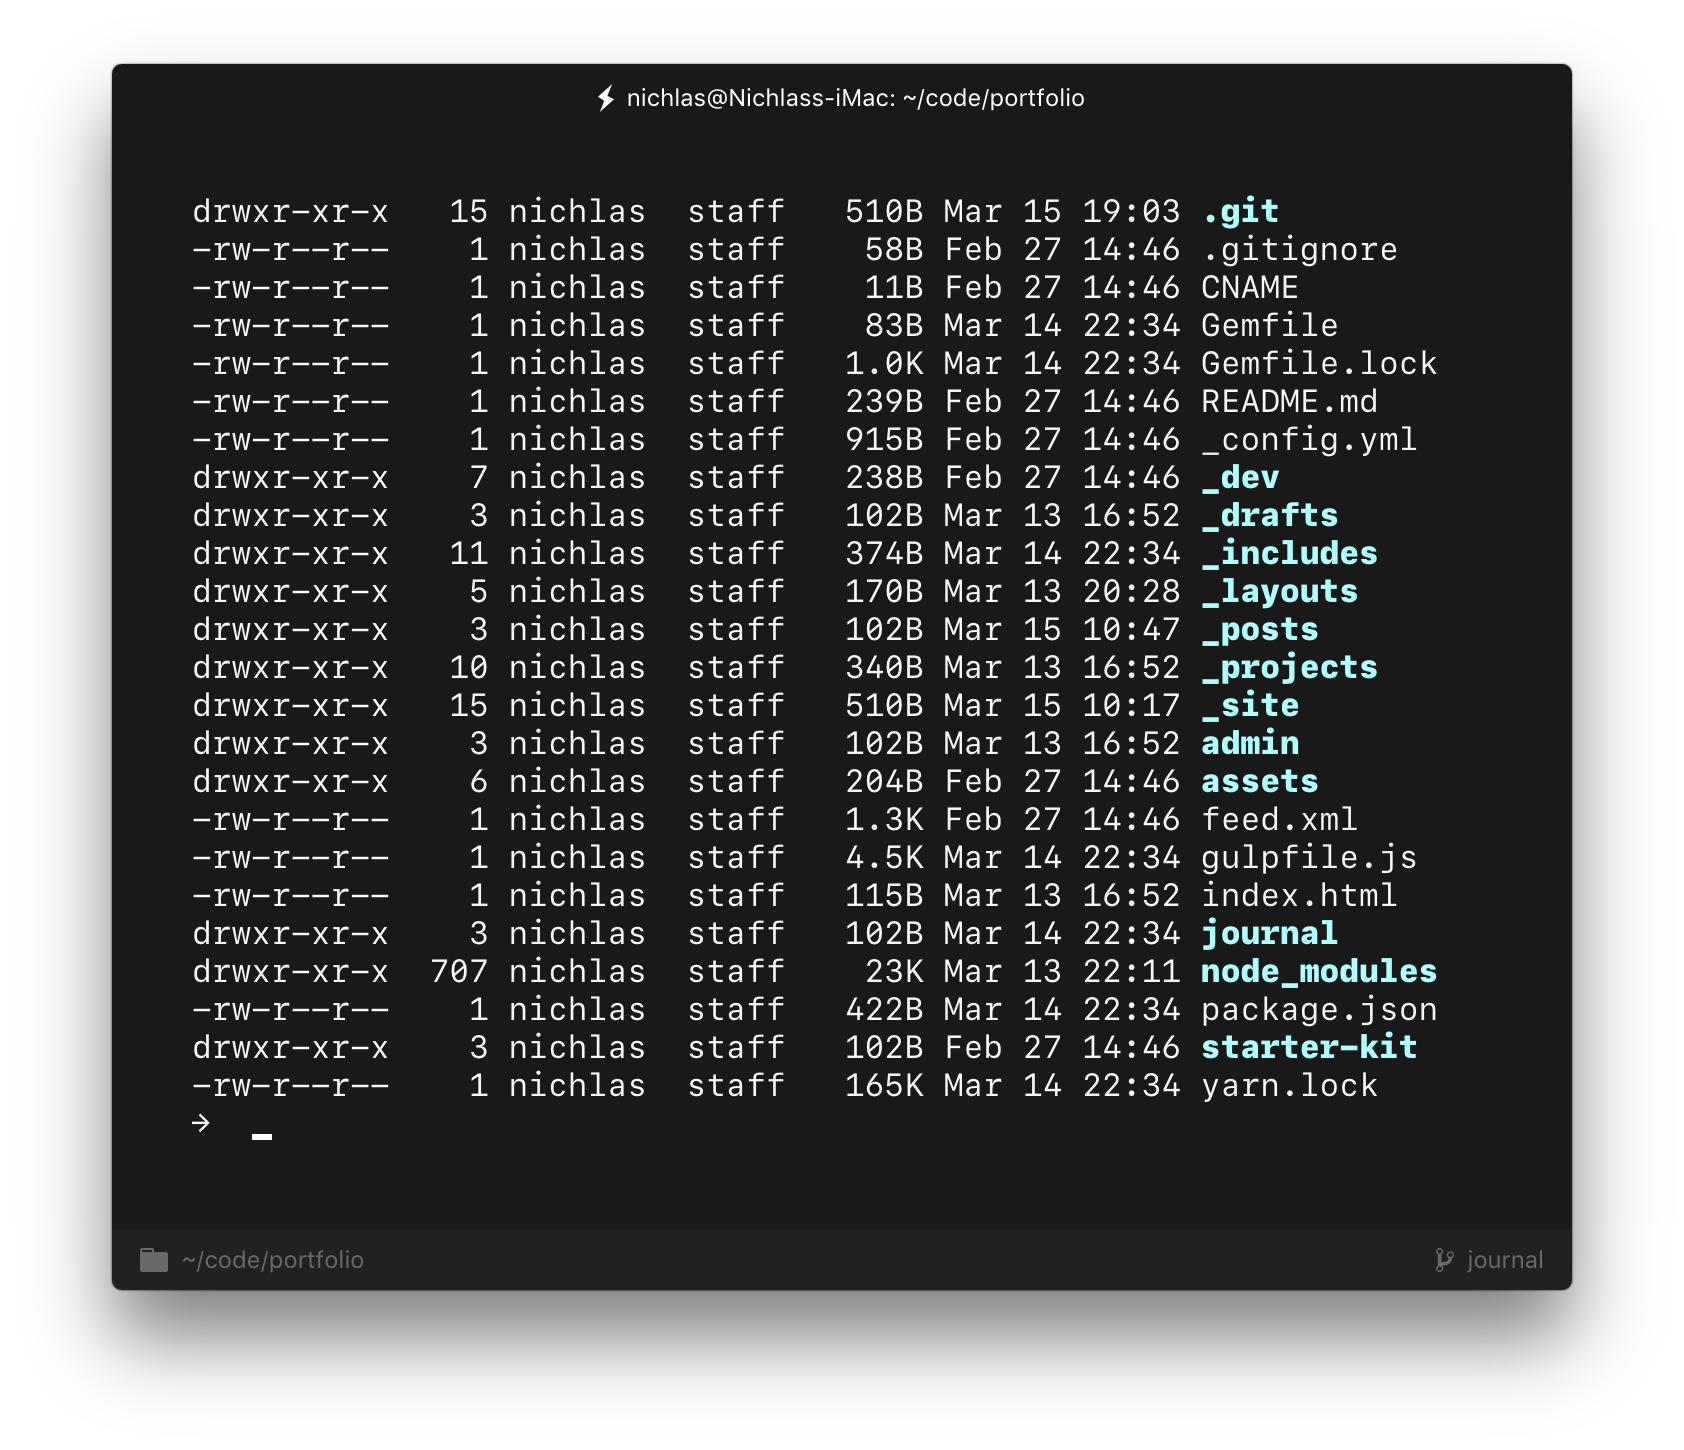 nichlas@Nichlass-iMac: ~/code/portfolio
drwxr-xr-x   15 nichlas  staff   510B Mar 15 19:03 .git
-rw-r--r--    1 nichlas  staff    58B Feb 27 14:46 .gitignore
-rw-r--r--    1 nichlas  staff    11B Feb 27 14:46 CNAME
-rw-r--r--    1 nichlas  staff    83B Mar 14 22:34 Gemfile
-rw-r--r--    1 nichlas  staff   1.0K Mar 14 22:34 Gemfile.lock
-rw-r--r--    1 nichlas  staff   239B Feb 27 14:46 README.md
-rw-r--r--    1 nichlas  staff   915B Feb 27 14:46 _config.yml
drwxr-xr-x    7 nichlas  staff   238B Feb 27 14:46 _dev
drwxr-xr-x    3 nichlas  staff   102B Mar 13 16:52 _drafts
drwxr-xr-x   11 nichlas  staff   374B Mar 14 22:34 _includes
drwxr-xr-x    5 nichlas  staff   170B Mar 13 20:28 _layouts
drwxr-xr-x    3 nichlas  staff   102B Mar 15 10:47 _posts
drwxr-xr-x   10 nichlas  staff   340B Mar 13 16:52 _projects
drwxr-xr-x   15 nichlas  staff   510B Mar 15 10:17 _site
drwxr-xr-x    3 nichlas  staff   102B Mar 13 16:52 admin
drwxr-xr-x    6 nichlas  staff   204B Feb 27 14:46 assets
-rw-r--r--    1 nichlas  staff   1.3K Feb 27 14:46 feed.xml
-rw-r--r--    1 nichlas  staff   4.5K Mar 14 22:34 gulpfile.js
-rw-r--r--    1 nichlas  staff   115B Mar 13 16:52 index.html
drwxr-xr-x    3 nichlas  staff   102B Mar 14 22:34 journal
drwxr-xr-x  707 nichlas  staff    23K Mar 13 22:11 node_modules
-rw-r--r--    1 nichlas  staff   422B Mar 14 22:34 package.json
drwxr-xr-x    3 nichlas  staff   102B Feb 27 14:46 starter-kit
-rw-r--r--    1 nichlas  staff   165K Mar 14 22:34 yarn.lock
→  _
~/code/portfolio
journal